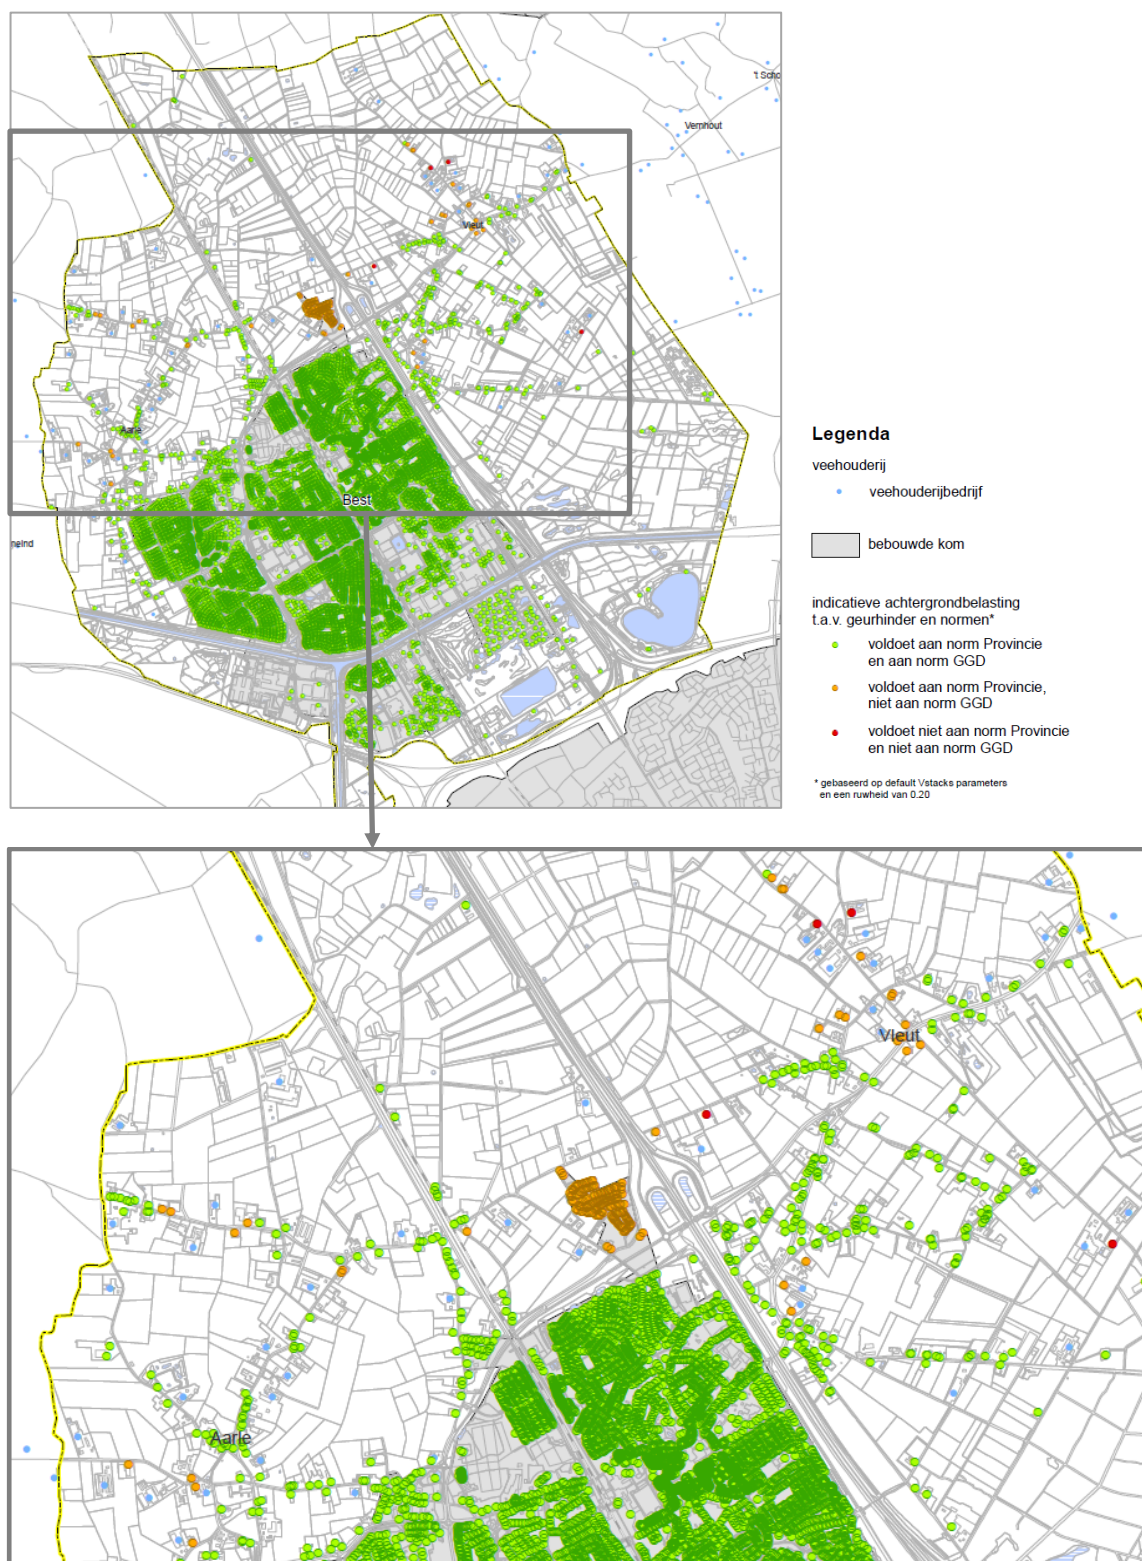 't Scho
Vernhout
Vleut
Aarle
Best
neind
Legenda
veehouderij
veehouderijbedrijf
bebouwde kom
indicatieve achtergrondbelasting
t.a.v. geurhinder en normen*
voldoet aan norm Provincie
en aan norm GGD
voldoet aan norm Provincie,
niet aan norm GGD
voldoet niet aan norm Provincie
en niet aan norm GGD
* gebaseerd op default Vstacks parameters
en een ruwheid van 0.20
Vleut
Aarle